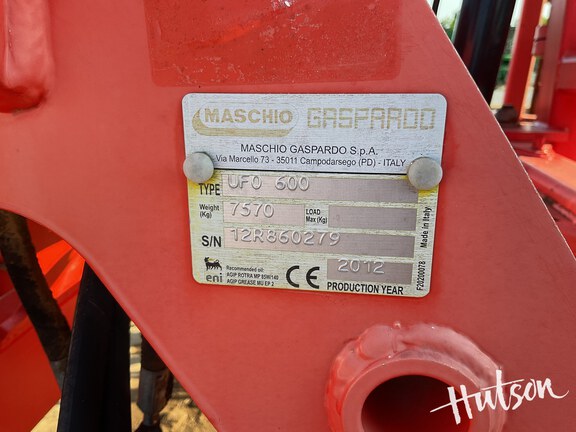 MASCHIO GASPARDO
MASCHIO GASPARDO S.p.A.
Via Marcello 73 - 35011 Campodarsego (PD) - ITALY
TYPE UFO 600
Weight (Kg) 7570 LOAD Max (Kg)
S/N 12R860279
eni Recommended oil:
AGIP ROTRA MP 85W/140
AGIP GREASE MU EP 2
CE 2012
PRODUCTION YEAR
Made in Italy
F20200078
Hutson